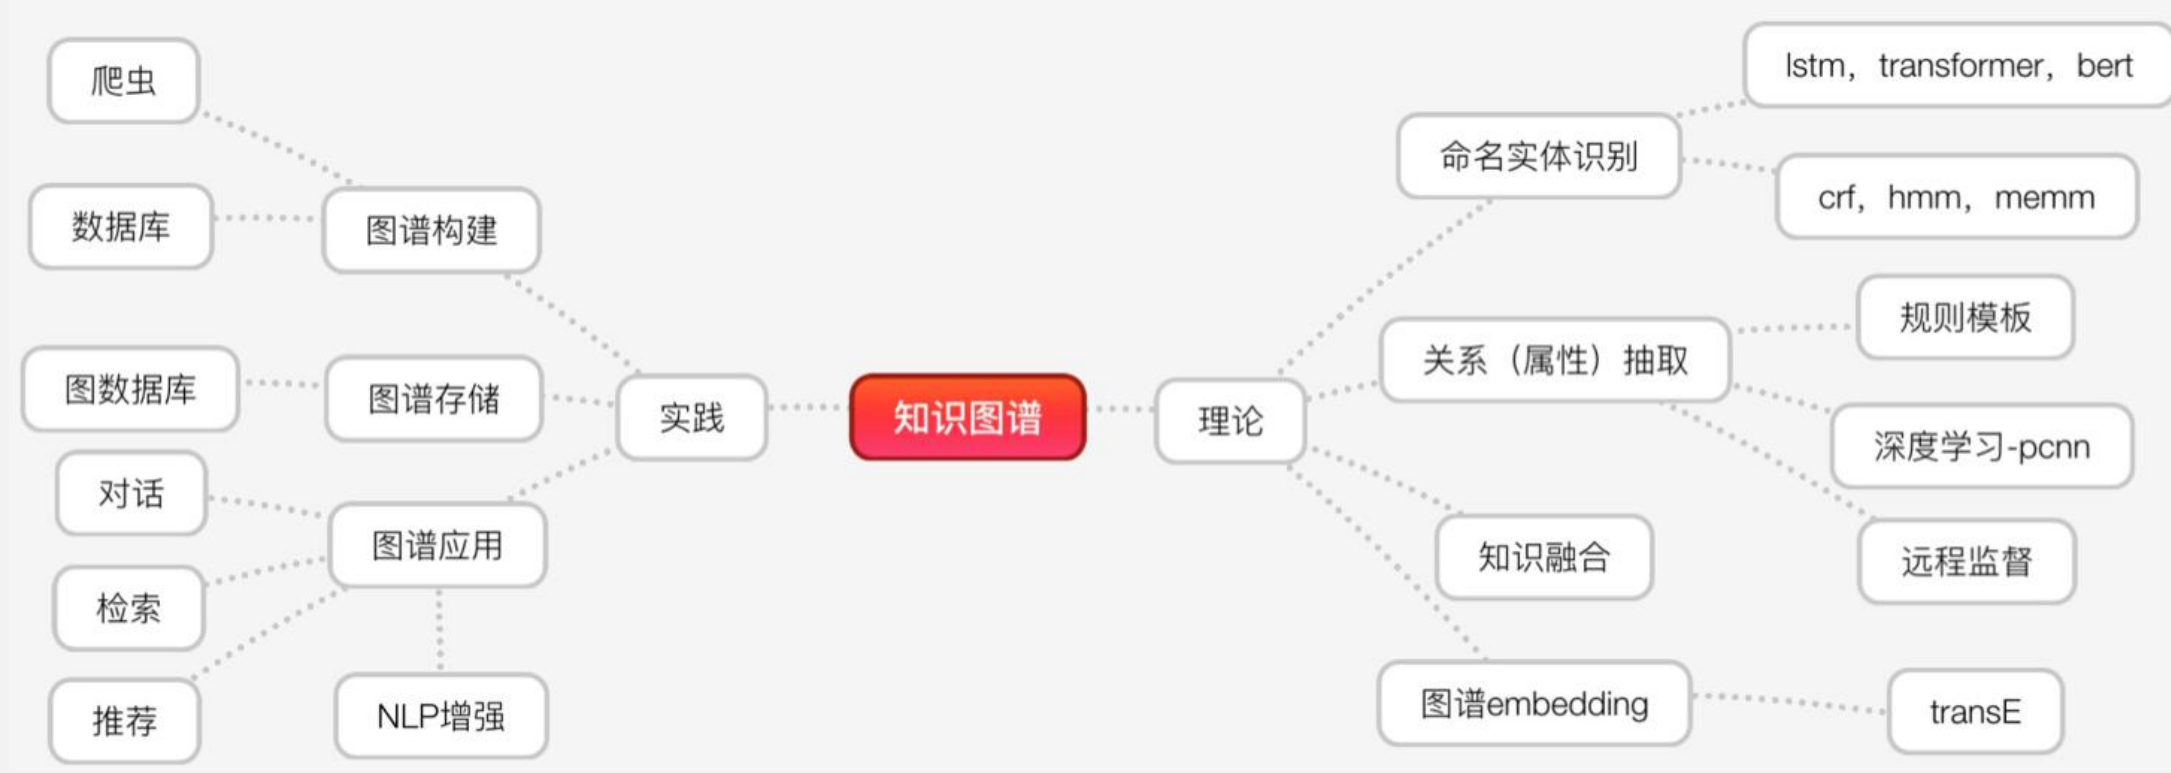 知识图谱
实践
图谱构建
爬虫
数据库
图谱存储
图数据库
图谱应用
对话
检索
推荐
NLP增强
理论
命名实体识别
lstm，transformer，bert
crf，hmm，memm
关系（属性）抽取
规则模板
深度学习-pcnn
远程监督
知识融合
图谱embedding
transE